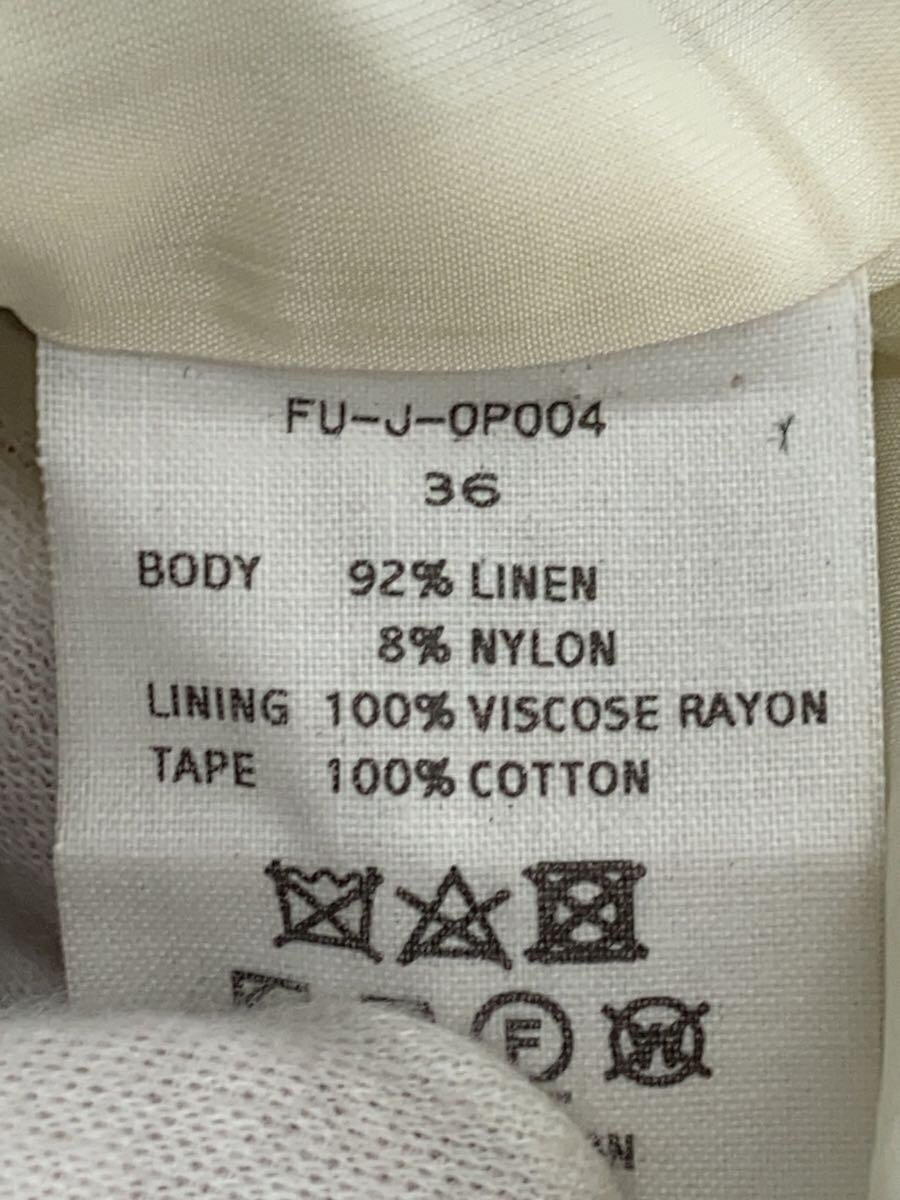 FU-J-OP004
36
BODY 92% LINEN
8% NYLON
LINING 100% VISCOSE RAYON
TAPE 100% COTTON
F W